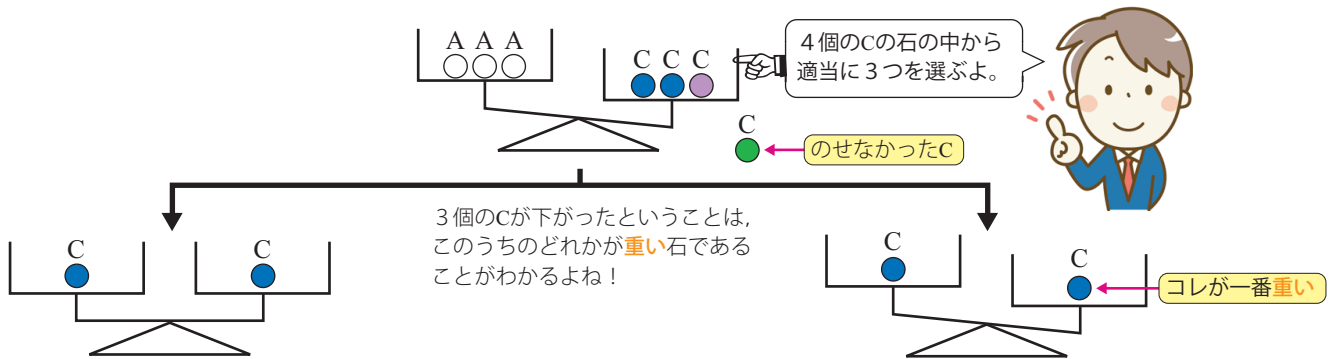 A A A
C C C
４個のCの石の中から
適当に３つを選ぶよ。
C
のせなかったC
３個のCが下がったということは,
このうちのどれかが重い石である
ことがわかるよね！
C C
C C
コレが一番重い